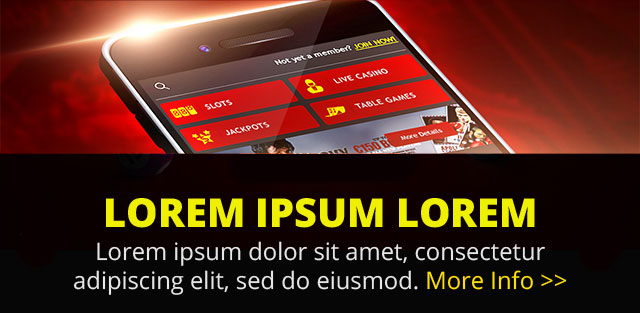 Not yet a member? JOIN NOW!
SLOTS
LIVE CASINO
JACKPOTS
TABLE GAMES
More Details
LOREM IPSUM LOREM
Lorem ipsum dolor sit amet, consectetur
adipiscing elit, sed do eiusmod. More Info >>